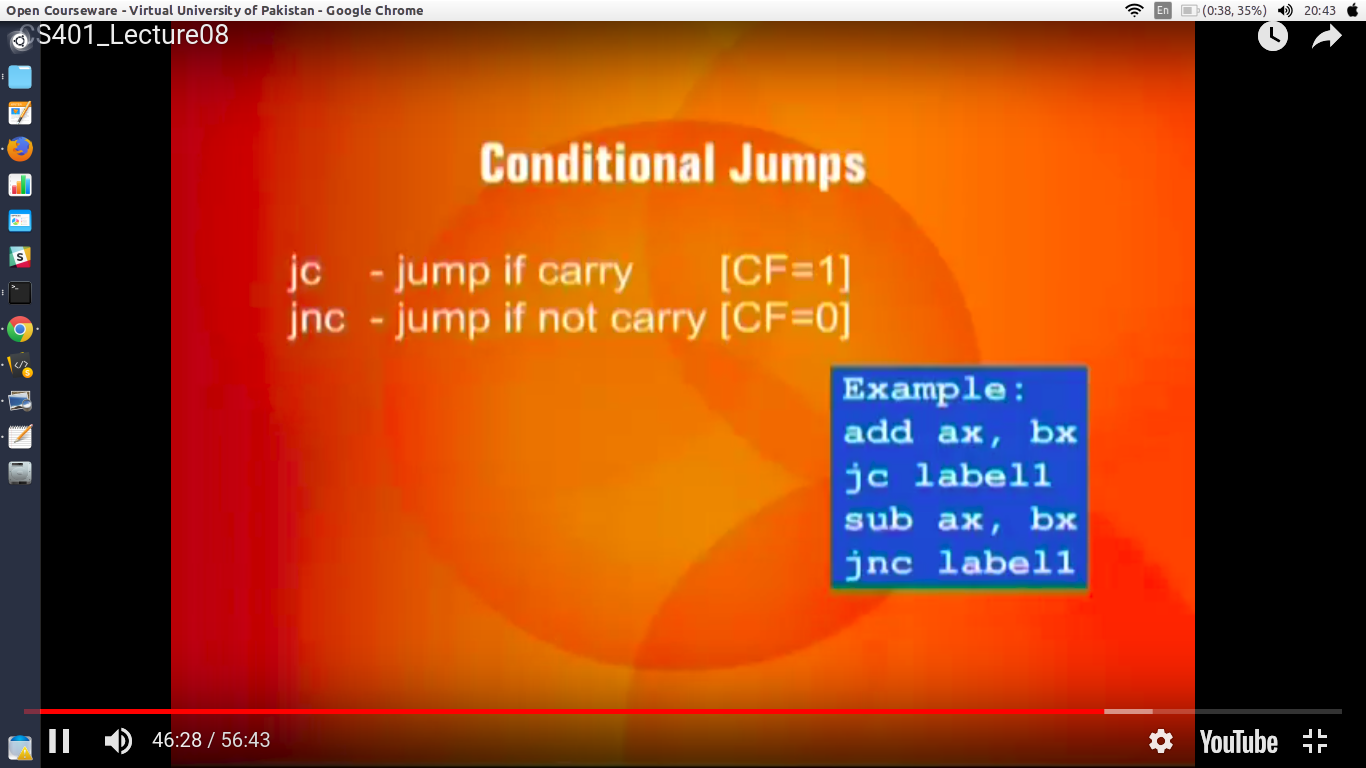 Open Courseware - Virtual University of Pakistan - Google Chrome
En
(0:38, 35%)
20:43
CS401_Lecture08
Conditional Jumps
jc - jump if carry [CF=1]
jnc - jump if not carry [CF=0]
Example:
add ax, bx
jc label1
sub ax, bx
jnc label1
46:28 / 56:43
YouTube